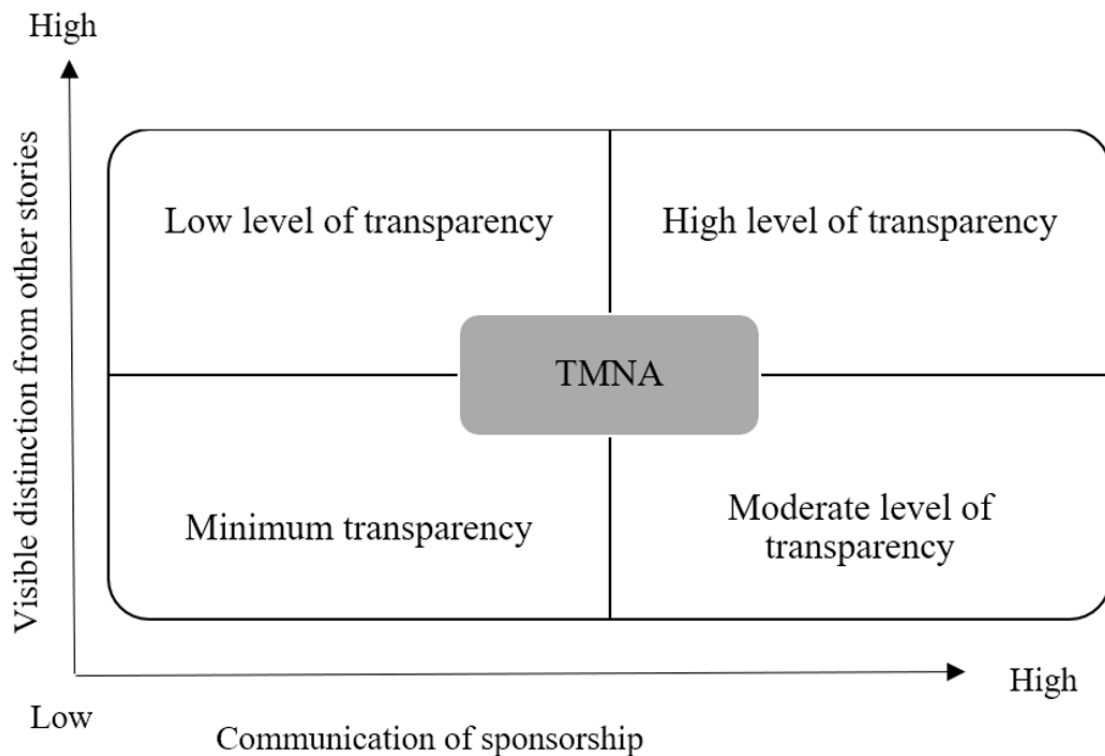 High
Visible distinction from other stories
Low level of transparency
High level of transparency
TMNA
Minimum transparency
Moderate level of
transparency
High
Low
Communication of sponsorship